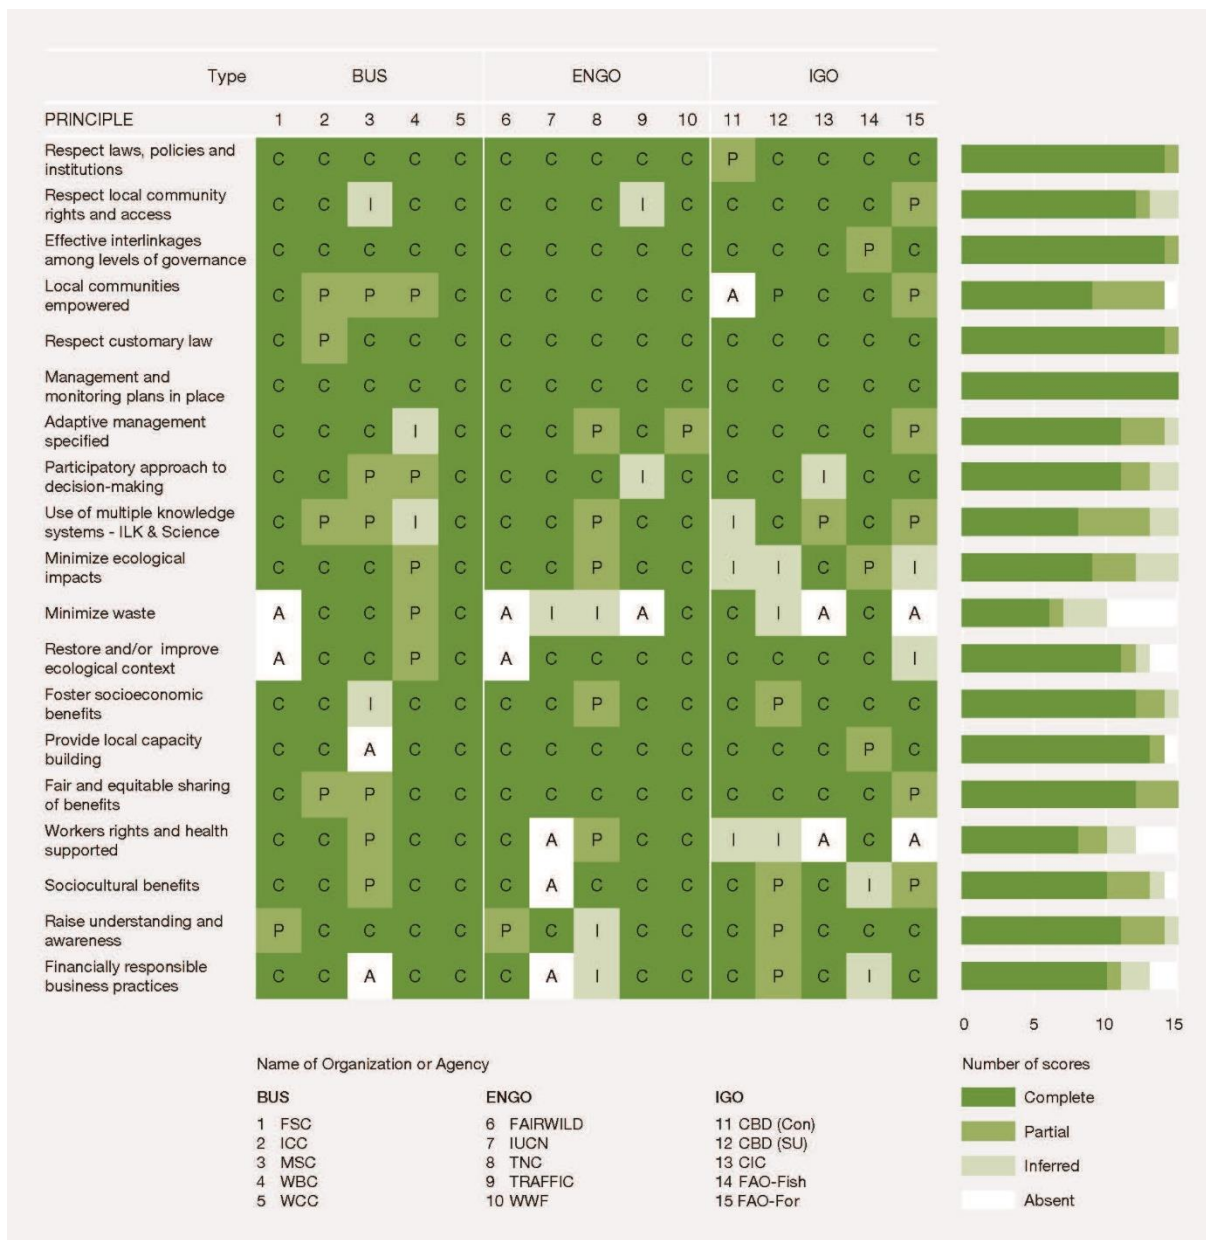 Type BUS ENGO IGO
PRINCIPLE 1 2 3 4 5 6 7 8 9 10 11 12 13 14 15
Respect laws, policies and
institutions
C C C C C C C C C C P C C C C
Respect local community
rights and access
C C I C C C C C I C C C C C P
Effective interlinkages
among levels of governance
C C C C C C C C C C C C C P C
Local communities
empowered
C P P P C C C C C C A P C C P
Respect customary law
C P C C C C C C C C C C C C C
Management and
monitoring plans in place
C C C C C C C C C C C C C C C
Adaptive management
specified
C C C I C C C P C P C C C C P
Participatory approach to
decision-making
C C P P C C C C I C C C I C C
Use of multiple knowledge
systems - ILK & Science
C P P I C C C P C C I C P C P
Minimize ecological
impacts
C C C P C C C P C C I I C P I
Minimize waste
A C C P C A I I A C C I A C A
Restore and/or improve
ecological context
A C C P C A C C C C C C C C I
Foster socioeconomic
benefits
C C I C C C C P C C C P C C C
Provide local capacity
building
C C A C C C C C C C C C C P C
Fair and equitable sharing
of benefits
C P P C C C C C C C C C C C P
Workers rights and health
supported
C C P C C C A P C C I I A C A
Sociocultural benefits
C C P C C C A C C C C P C I P
Raise understanding and
awareness
P C C C C P C I C C C P C C C
Financially responsible
business practices
C C A C C C A I C C C P C I C
0 5 10 15
Name of Organization or Agency
BUS
1 FSC
2 ICC
3 MSC
4 WBC
5 WCC
ENGO
6 FAIRWILD
7 IUCN
8 TNC
9 TRAFFIC
10 WWF
IGO
11 CBD (Con)
12 CBD (SU)
13 CIC
14 FAO-Fish
15 FAO-For
Number of scores
Complete
Partial
Inferred
Absent